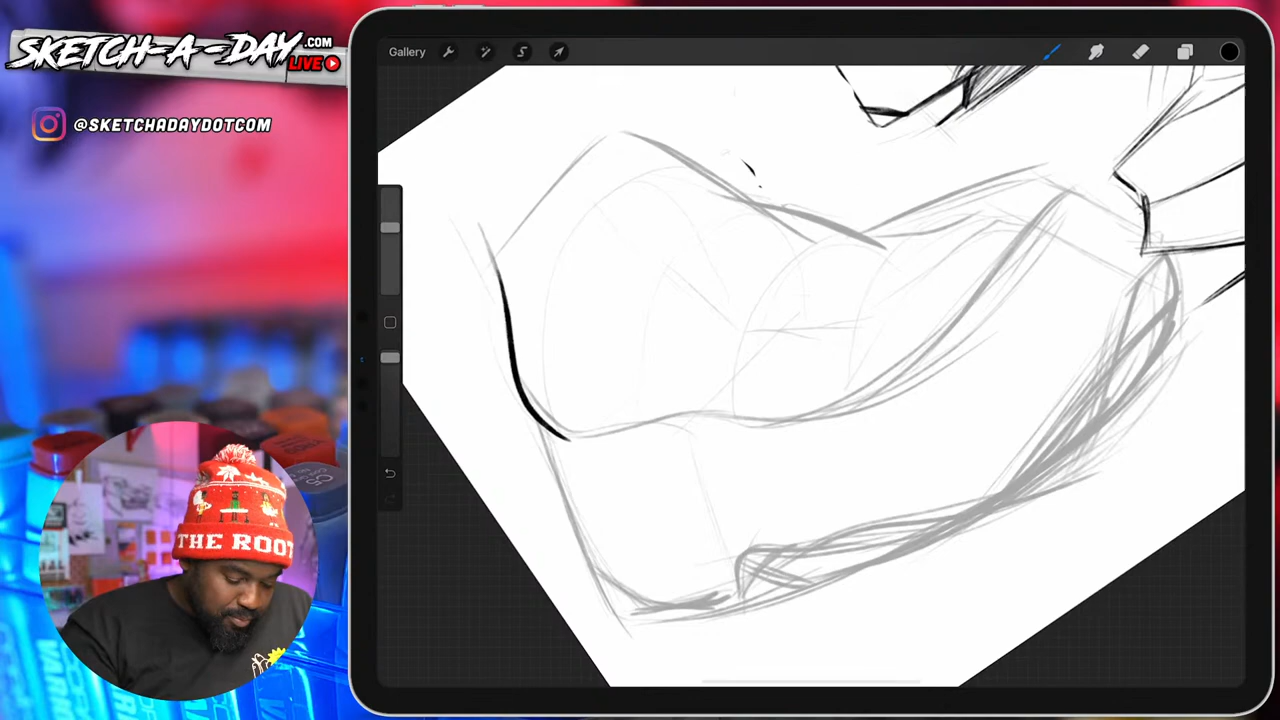 SKETCH-A-DAY.COM
LIVE
@SKETCHADAYDOTCOM
Gallery
THE ROOT